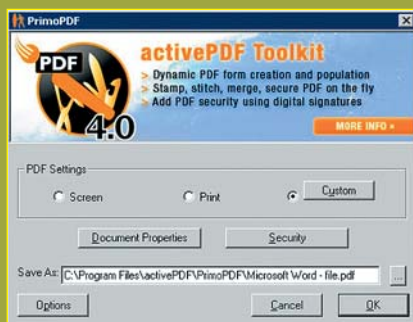 PrimoPDF
activePDF Toolkit
PDF
> Dynamic PDF form creation and population
> Stamp, stitch, merge, secure PDF on the fly
> Add PDF security using digital signatures
4.0
MORE INFO »
PDF Settings
Screen
Print
Custom
Document Properties
Security
Save As: C:\Program Files\activePDF\PrimoPDF\Microsoft Word - file.pdf
...
Options
Cancel
OK